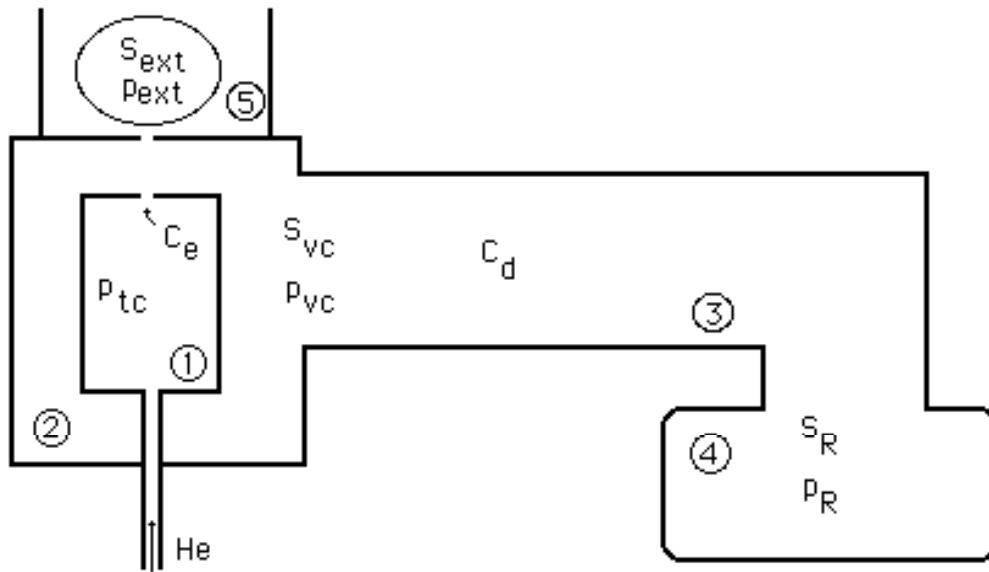 S_ext
p_ext
⑤
C_e
S_vc
p_tc
p_vc
C_d
③
①
②
④
S_R
p_R
He